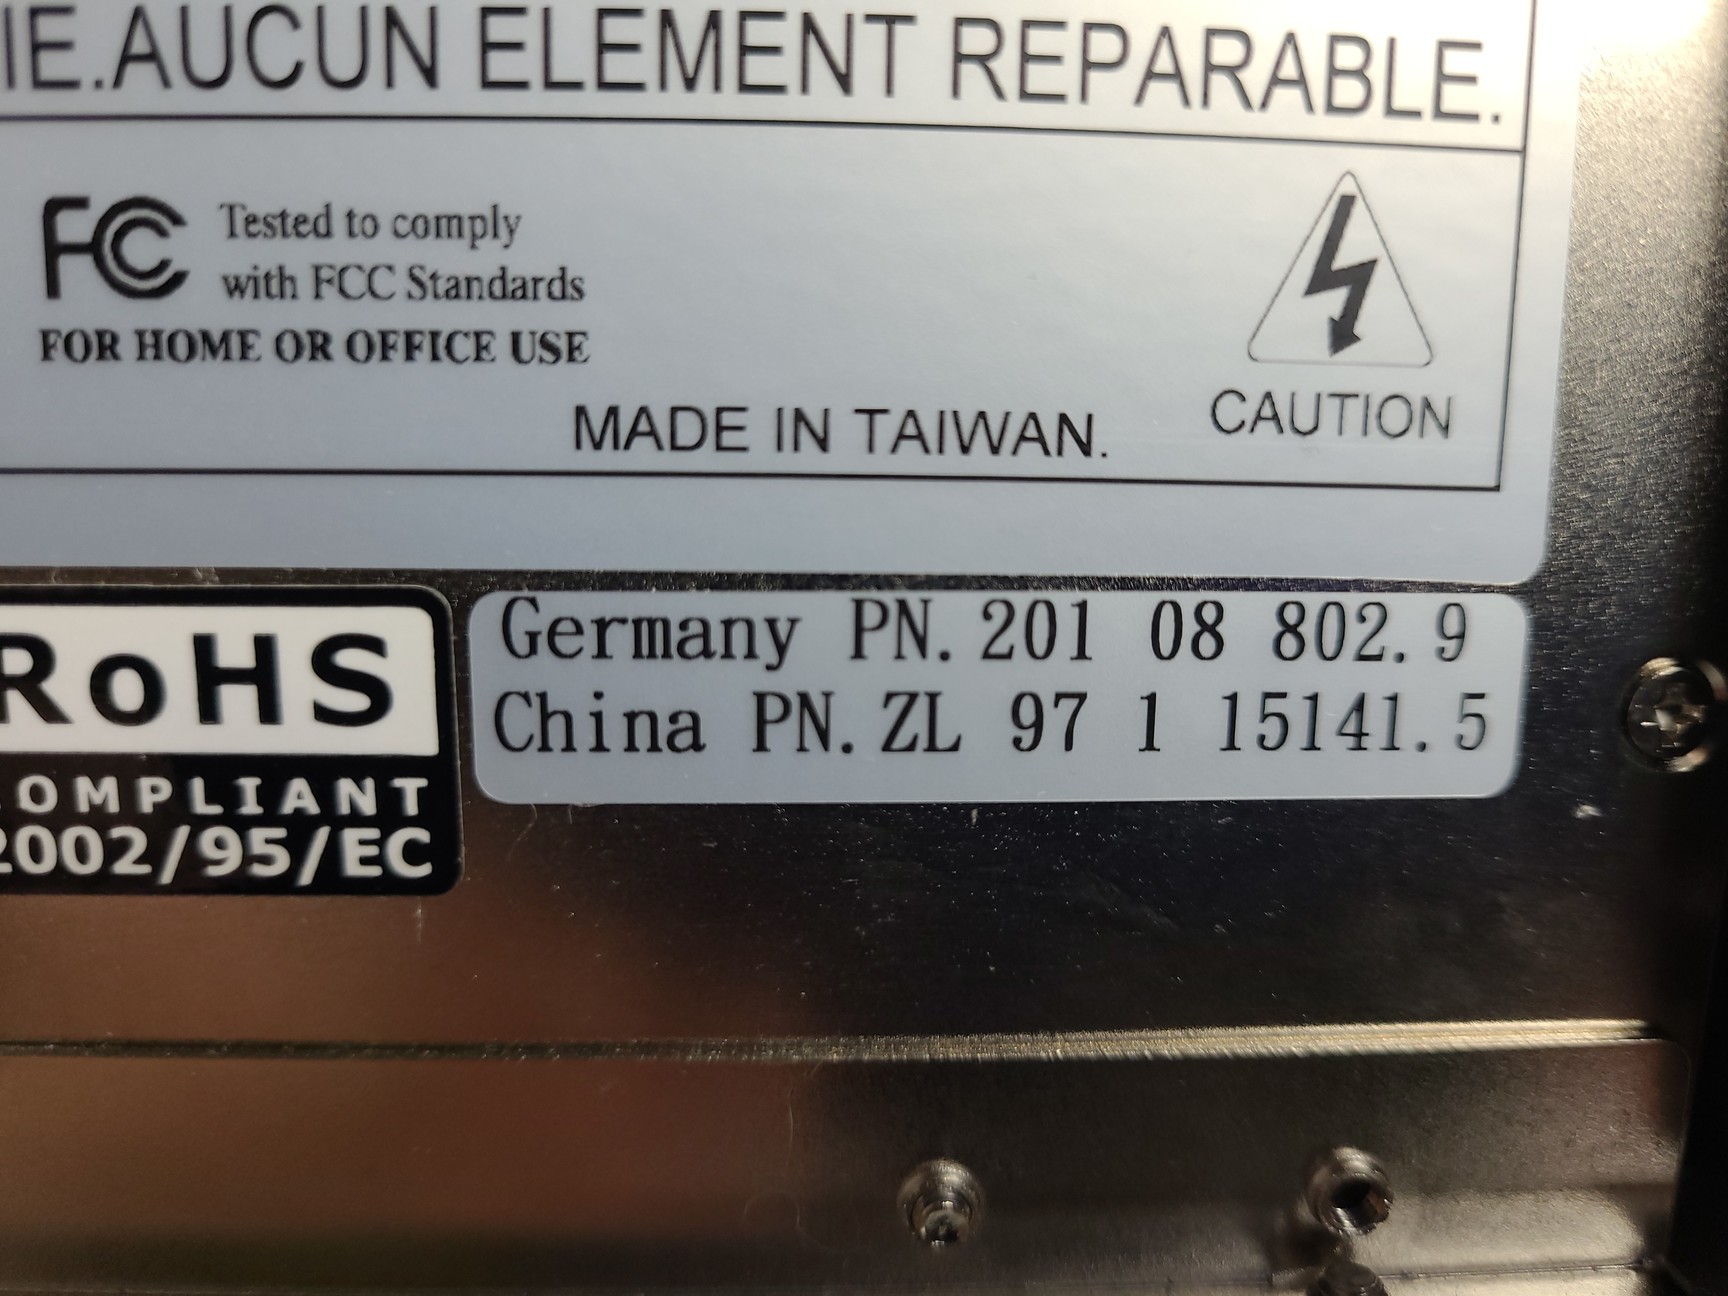 IE.AUCUN ELEMENT REPARABLE.
FC Tested to comply
with FCC Standards
FOR HOME OR OFFICE USE
CAUTION
MADE IN TAIWAN.
RoHS
COMPLIANT
2002/95/EC
Germany PN. 201 08 802.9
China PN. ZL 97 1 15141.5